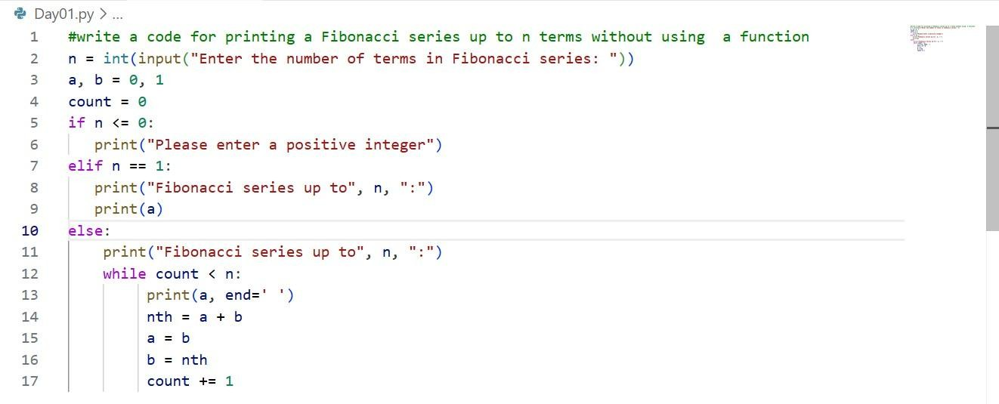 Day01.py > ...
1 #write a code for printing a Fibonacci series up to n terms without using  a function
2 n = int(input("Enter the number of terms in Fibonacci series: "))
3 a, b = 0, 1
4 count = 0
5 if n <= 0:
6    print("Please enter a positive integer")
7 elif n == 1:
8    print("Fibonacci series up to", n, ":")
9    print(a)
10 else:
11     print("Fibonacci series up to", n, ":")
12     while count < n:
13          print(a, end=' ')
14          nth = a + b
15          a = b
16          b = nth
17          count += 1